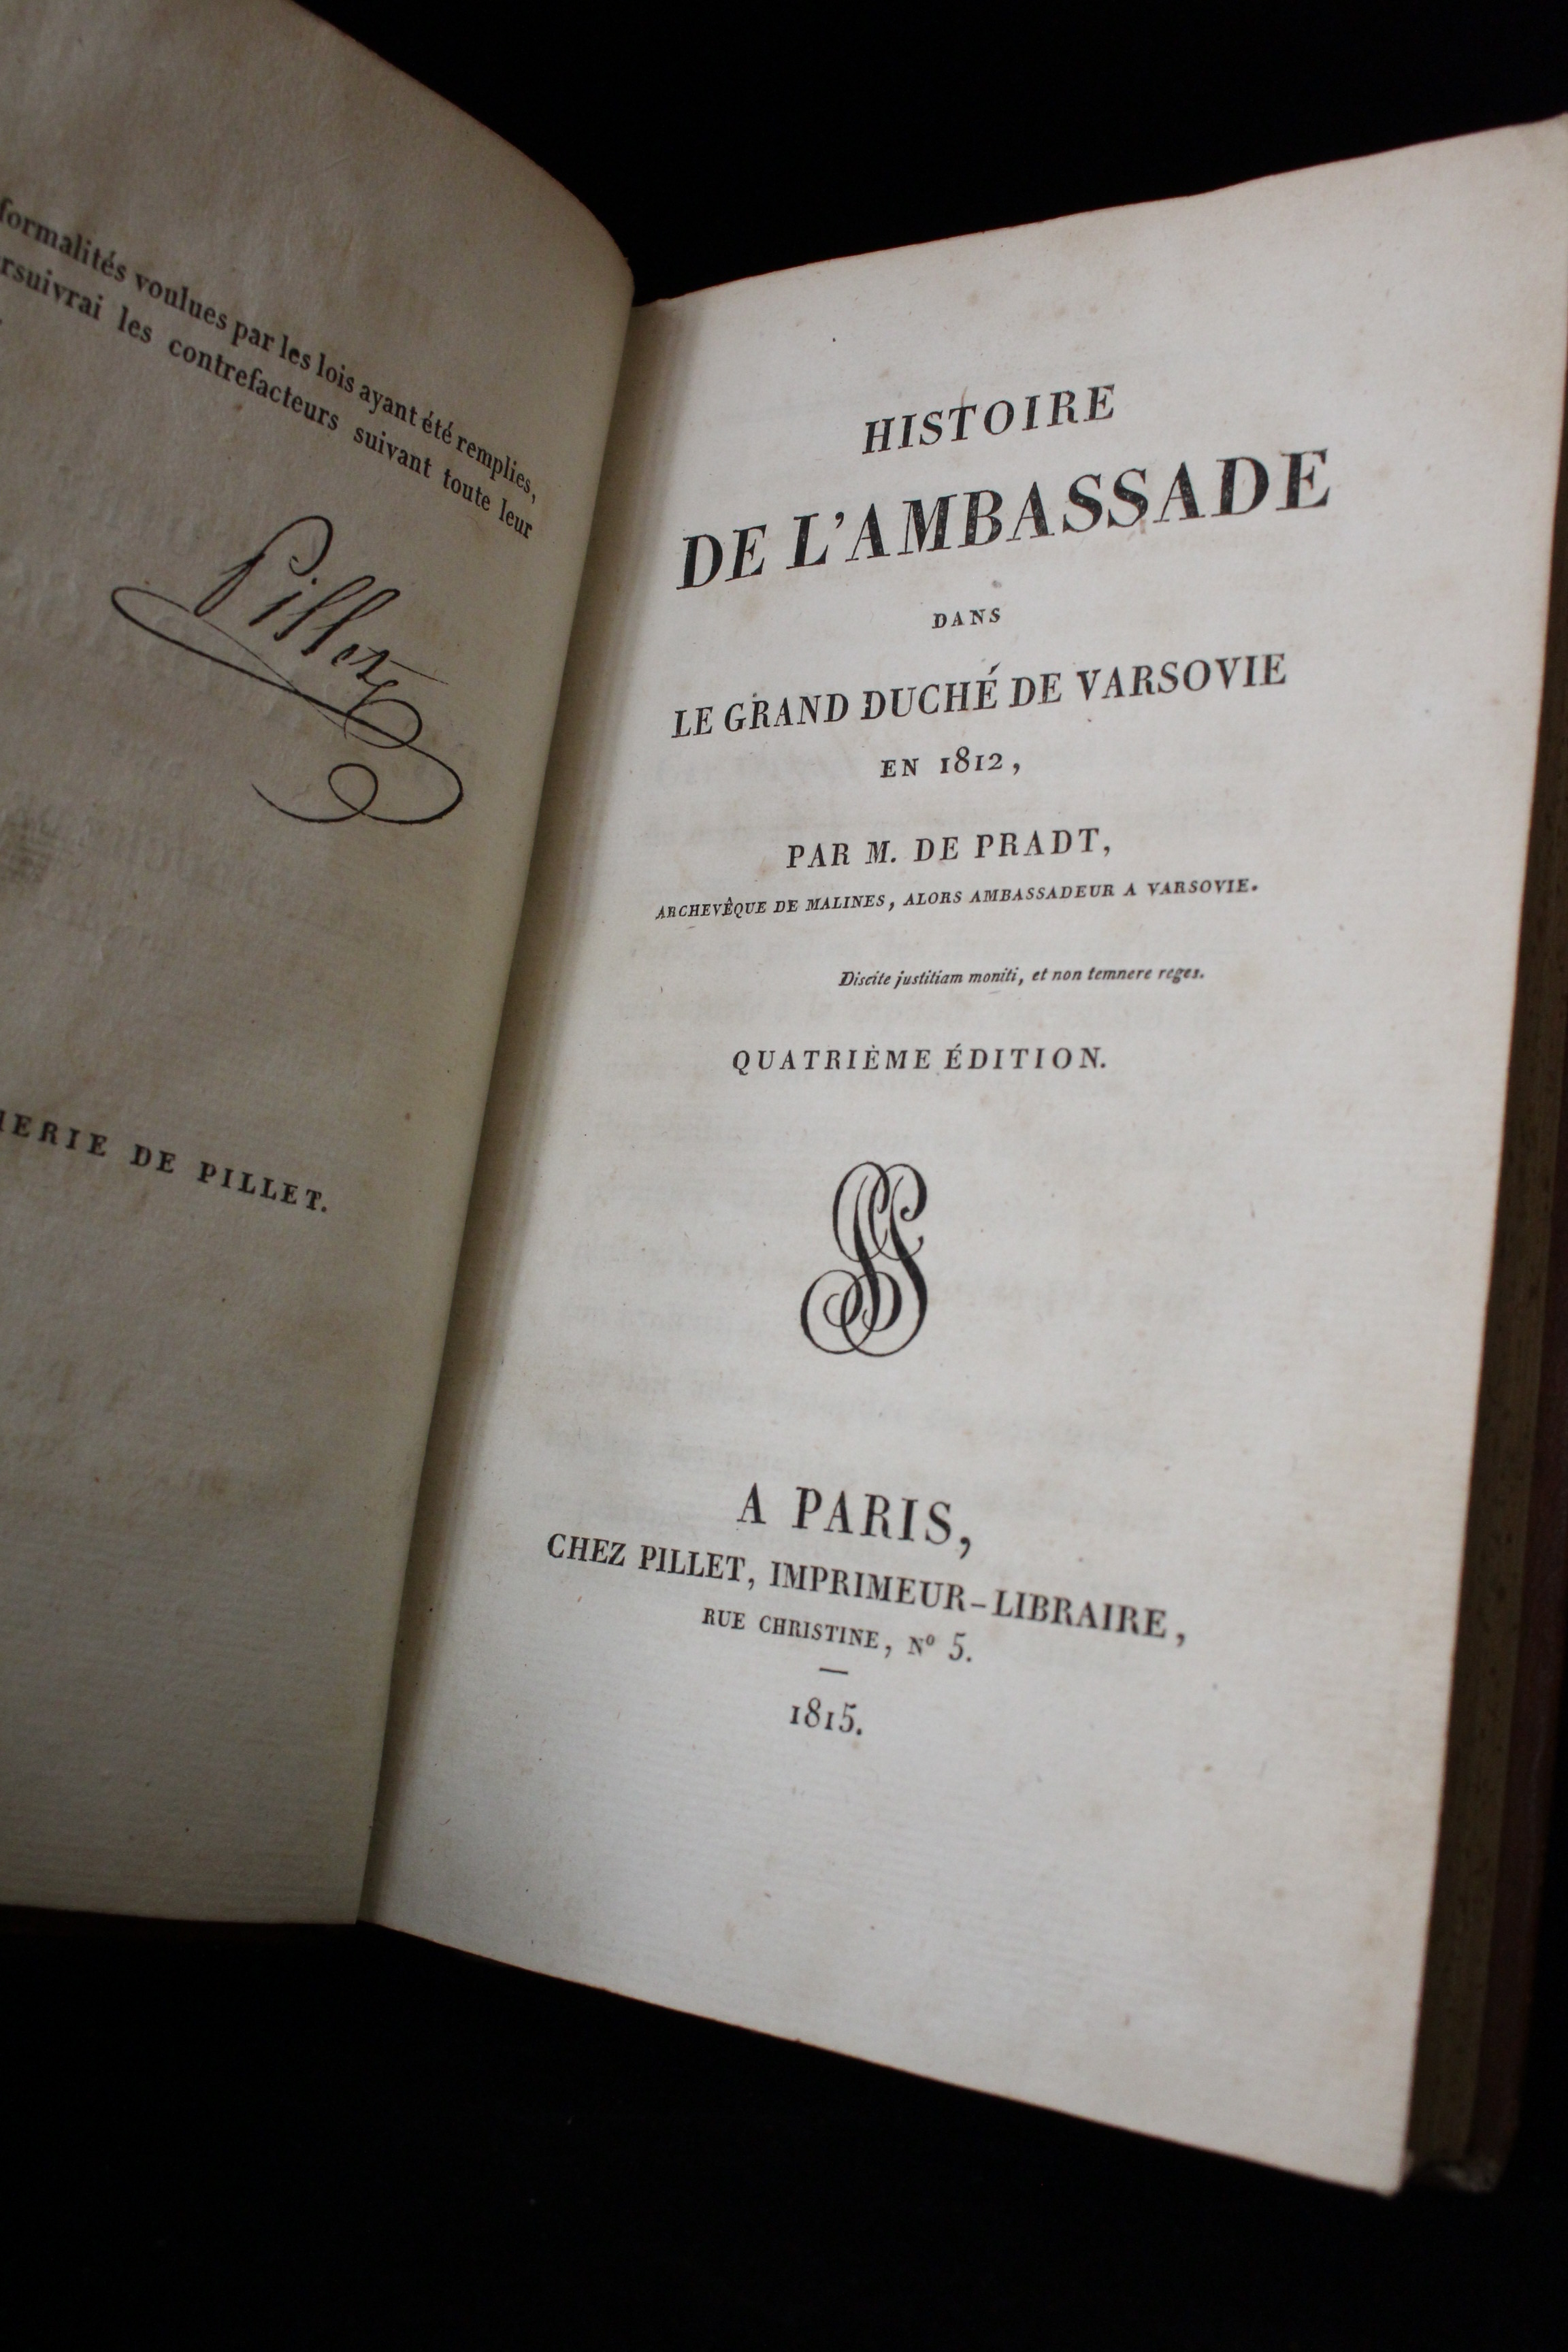 formalités voulues par les lois ayant été remplies,
les contrefacteurs suivant toute leur
Pillet
DE PILLET.
HISTOIRE
DE L'AMBASSADE
DANS
LE GRAND DUCHÉ DE VARSOVIE
EN 1812,
PAR M. DE PRADT,
ARCHEVÊQUE DE MALINES, ALORS AMBASSADEUR A VARSOVIE.
Discite justitiam moniti, et non temnere reges.
QUATRIÈME ÉDITION.
A PARIS,
CHEZ PILLET, IMPRIMEUR-LIBRAIRE,
RUE CHRISTINE, Nº 5.
1815.